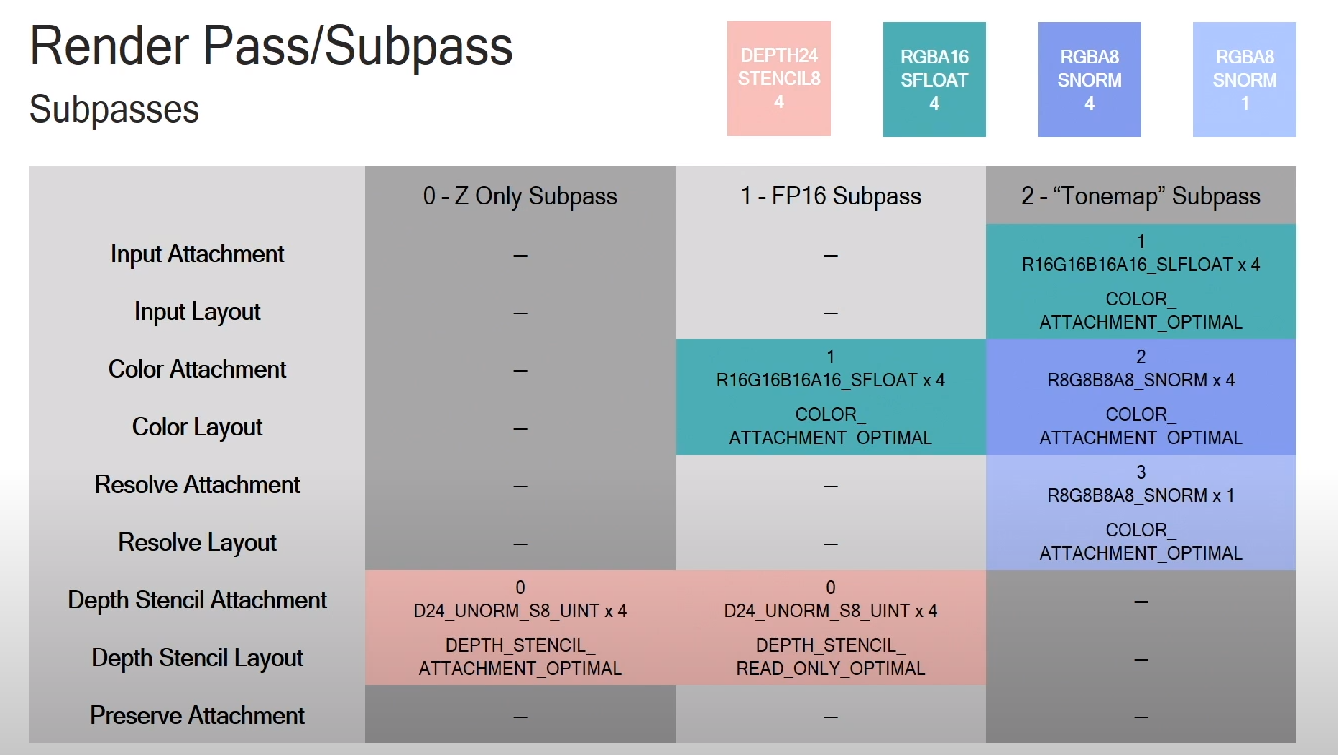 Render Pass/Subpass
Subpasses
DEPTH24
STENCIL8
4
RGBA16
SFLOAT
4
RGBA8
SNORM
4
RGBA8
SNORM
1
0 - Z Only Subpass
1 - FP16 Subpass
2 - “Tonemap” Subpass
Input Attachment
–
–
1
R16G16B16A16_SLFLOAT x 4
Input Layout
–
–
COLOR_
ATTACHMENT_OPTIMAL
Color Attachment
–
1
R16G16B16A16_SFLOAT x 4
2
R8G8B8A8_SNORM x 4
Color Layout
–
COLOR_
ATTACHMENT_OPTIMAL
COLOR_
ATTACHMENT_OPTIMAL
Resolve Attachment
–
–
3
R8G8B8A8_SNORM x 1
Resolve Layout
–
–
COLOR_
ATTACHMENT_OPTIMAL
Depth Stencil Attachment
0
D24_UNORM_S8_UINT x 4
0
D24_UNORM_S8_UINT x 4
–
Depth Stencil Layout
DEPTH_STENCIL_
ATTACHMENT_OPTIMAL
DEPTH_STENCIL_
READ_ONLY_OPTIMAL
–
Preserve Attachment
–
–
–